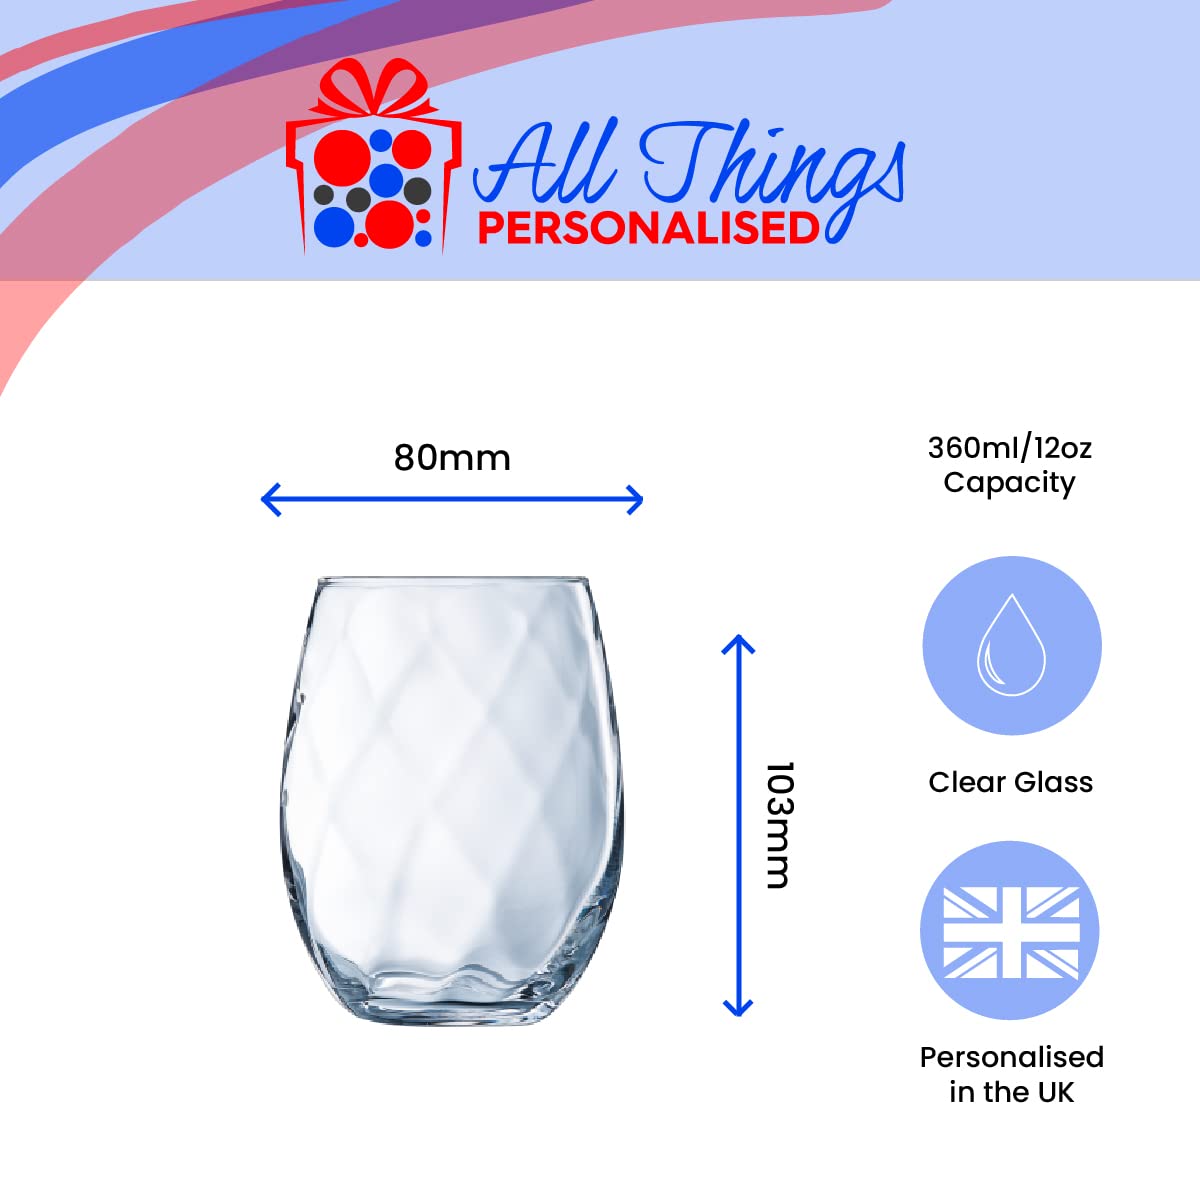 All Things
PERSONALISED
80mm
103mm
360ml/12oz
Capacity
Clear Glass
Personalised
in the UK